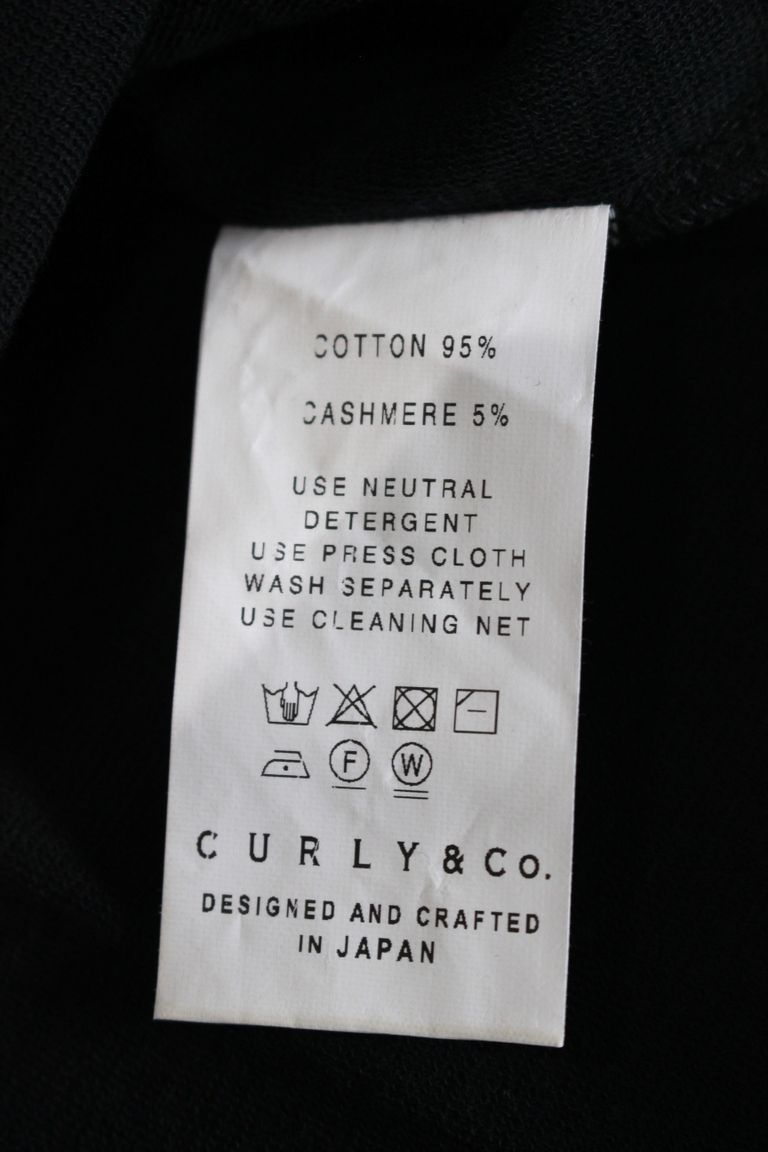 COTTON 95%
CASHMERE 5%
USE NEUTRAL
DETERGENT
USE PRESS CLOTH
WASH SEPARATELY
USE CLEANING NET
F W
CURLY & Co.
DESIGNED AND CRAFTED
IN JAPAN